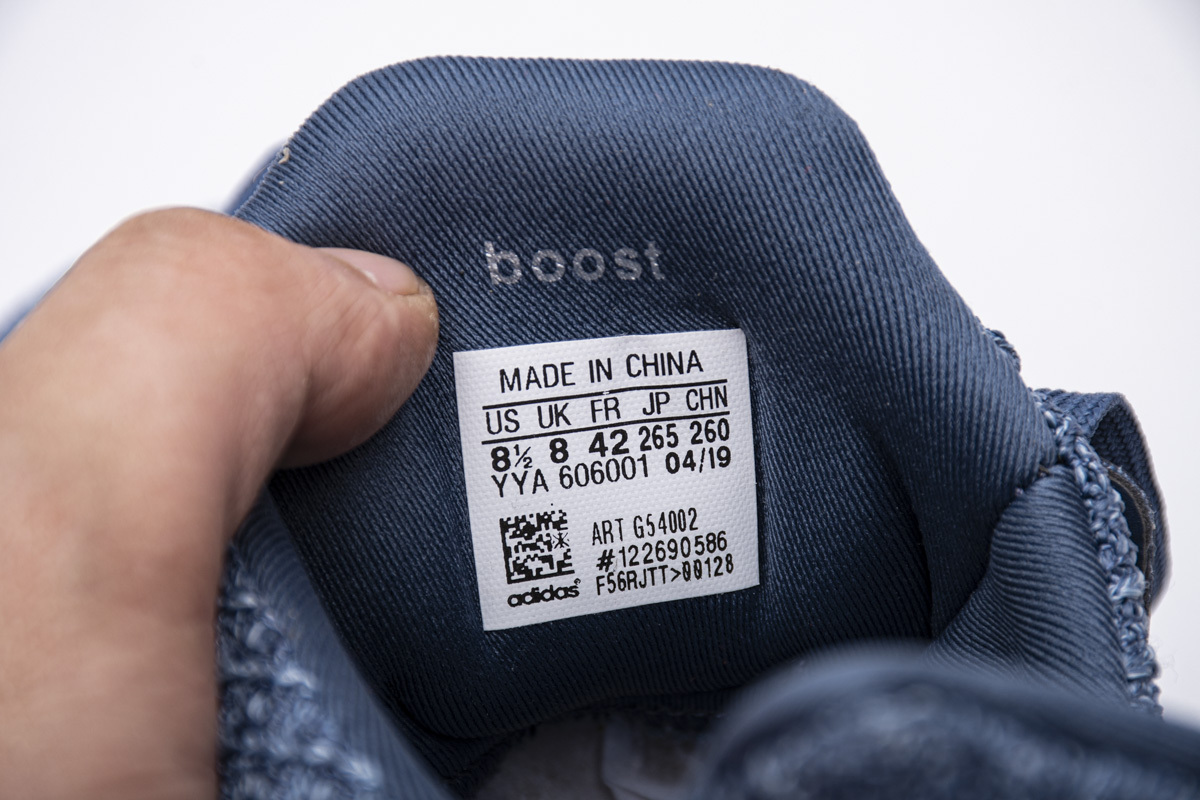 boost
MADE IN CHINA
US UK FR JP CHN
8½ 8 42 265 260
YYA 606001 04/19
ART G54002
#122690586
F56RJTT>00128
adidas®